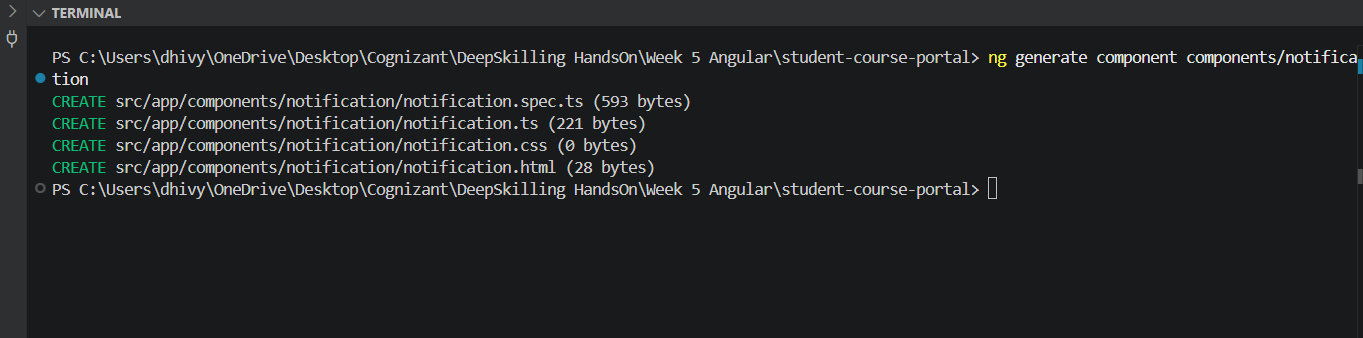 TERMINAL
PS C:\Users\dhivy\OneDrive\Desktop\Cognizant\DeepSkilling HandsOn\Week 5 Angular\student-course-portal> ng generate component components/notifica
tion
CREATE src/app/components/notification/notification.spec.ts (593 bytes)
CREATE src/app/components/notification/notification.ts (221 bytes)
CREATE src/app/components/notification/notification.css (0 bytes)
CREATE src/app/components/notification/notification.html (28 bytes)
PS C:\Users\dhivy\OneDrive\Desktop\Cognizant\DeepSkilling HandsOn\Week 5 Angular\student-course-portal>